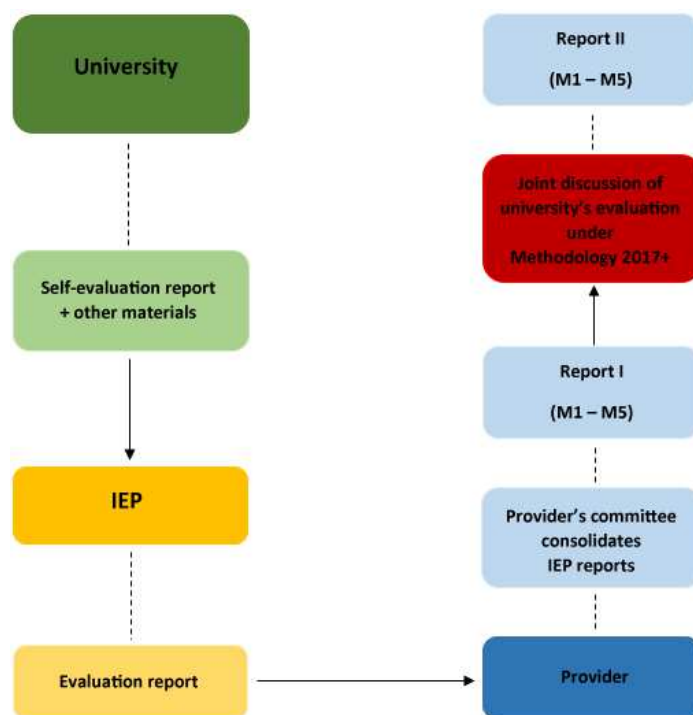 University
Self-evaluation report
+ other materials
IEP
Evaluation report
Report II
(M1 – M5)
Joint discussion of
university's evaluation
under
Methodology 2017+
Report I
(M1 – M5)
Provider's committee
consolidates
IEP reports
Provider